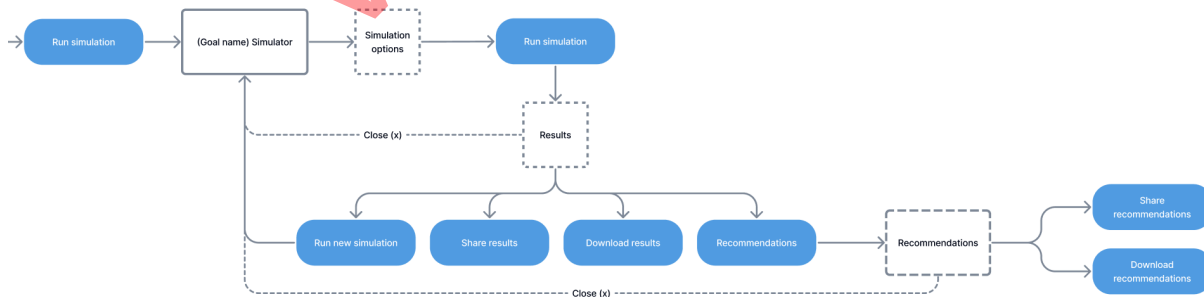 Run simulation
(Goal name) Simulator
Simulation
options
Run simulation
Close (x)
Results
Run new simulation
Share results
Download results
Recommendations
Recommendations
Share
recommendations
Download
recommendations
Close (x)